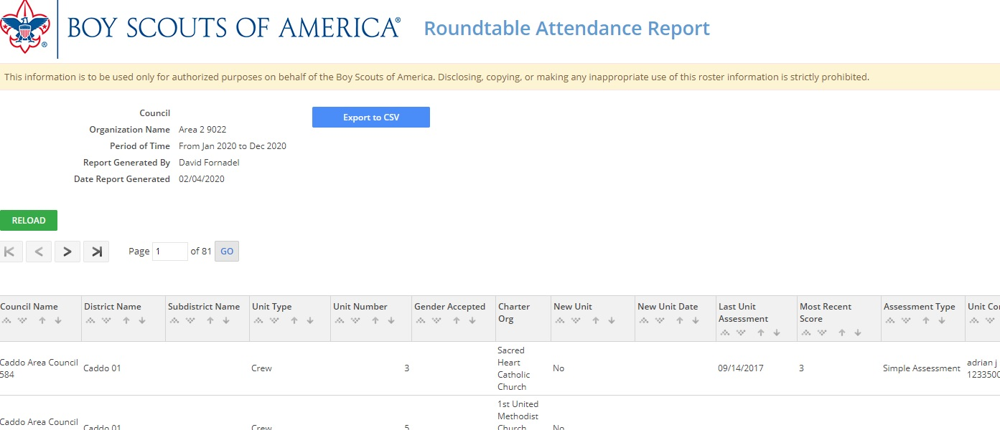 BOY SCOUTS OF AMERICA® Roundtable Attendance Report
This information is to be used only for authorized purposes on behalf of the Boy Scouts of America. Disclosing, copying, or making any inappropriate use of this roster information is strictly prohibited.
Council
Export to CSV
Organization Name Area 2 9022
Period of Time From Jan 2020 to Dec 2020
Report Generated By David Fornadel
Date Report Generated 02/04/2020
RELOAD
Page 1 of 81 GO
Council Name District Name Subdistrict Name Unit Type Unit Number Gender Accepted Charter Org New Unit New Unit Date Last Unit Assessment Most Recent Score Assessment Type Unit Co
Caddo Area Council 584 Caddo 01 Crew 3 Sacred Heart Catholic Church No 09/14/2017 3 Simple Assessment adrian j 1233500
Caddo Area Council Caddo 01 Crew 5 1st United Methodist Church No